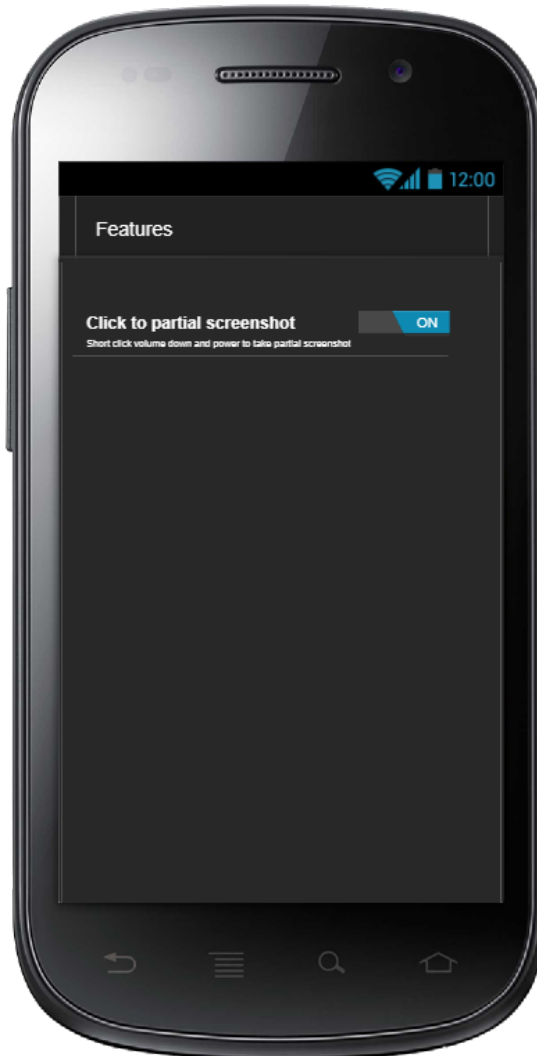 12:00
Features
Click to partial screenshot
ON
Short click volume down and power to take partial screenshot